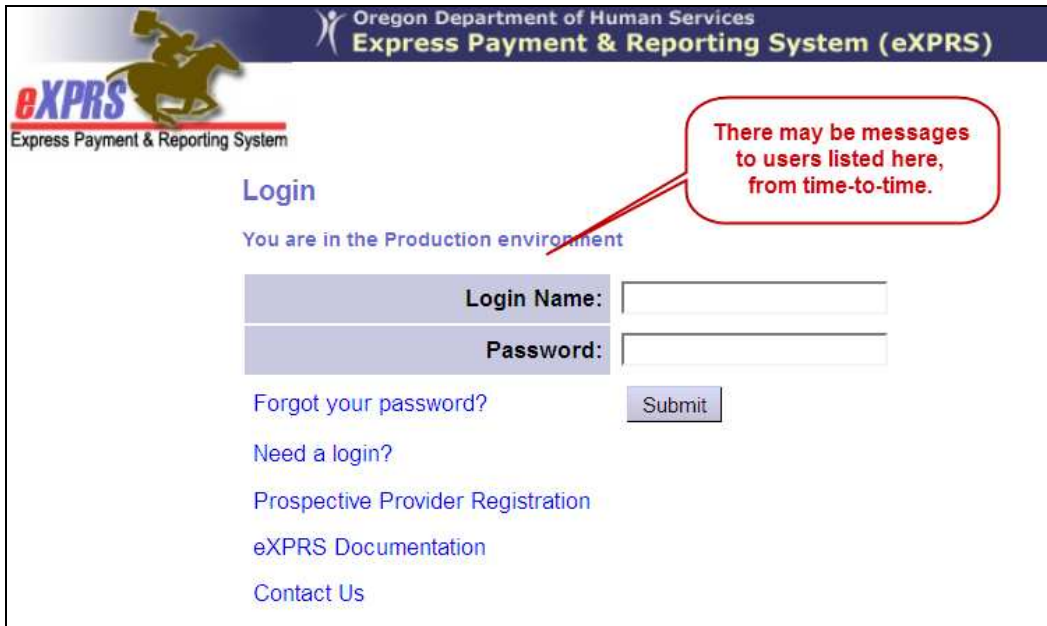 Oregon Department of Human Services
Express Payment & Reporting System (eXPRS)
eXPRS
Express Payment & Reporting System
There may be messages
to users listed here,
from time-to-time.
Login
You are in the Production environment
Login Name:
Password:
Forgot your password?
Submit
Need a login?
Prospective Provider Registration
eXPRS Documentation
Contact Us